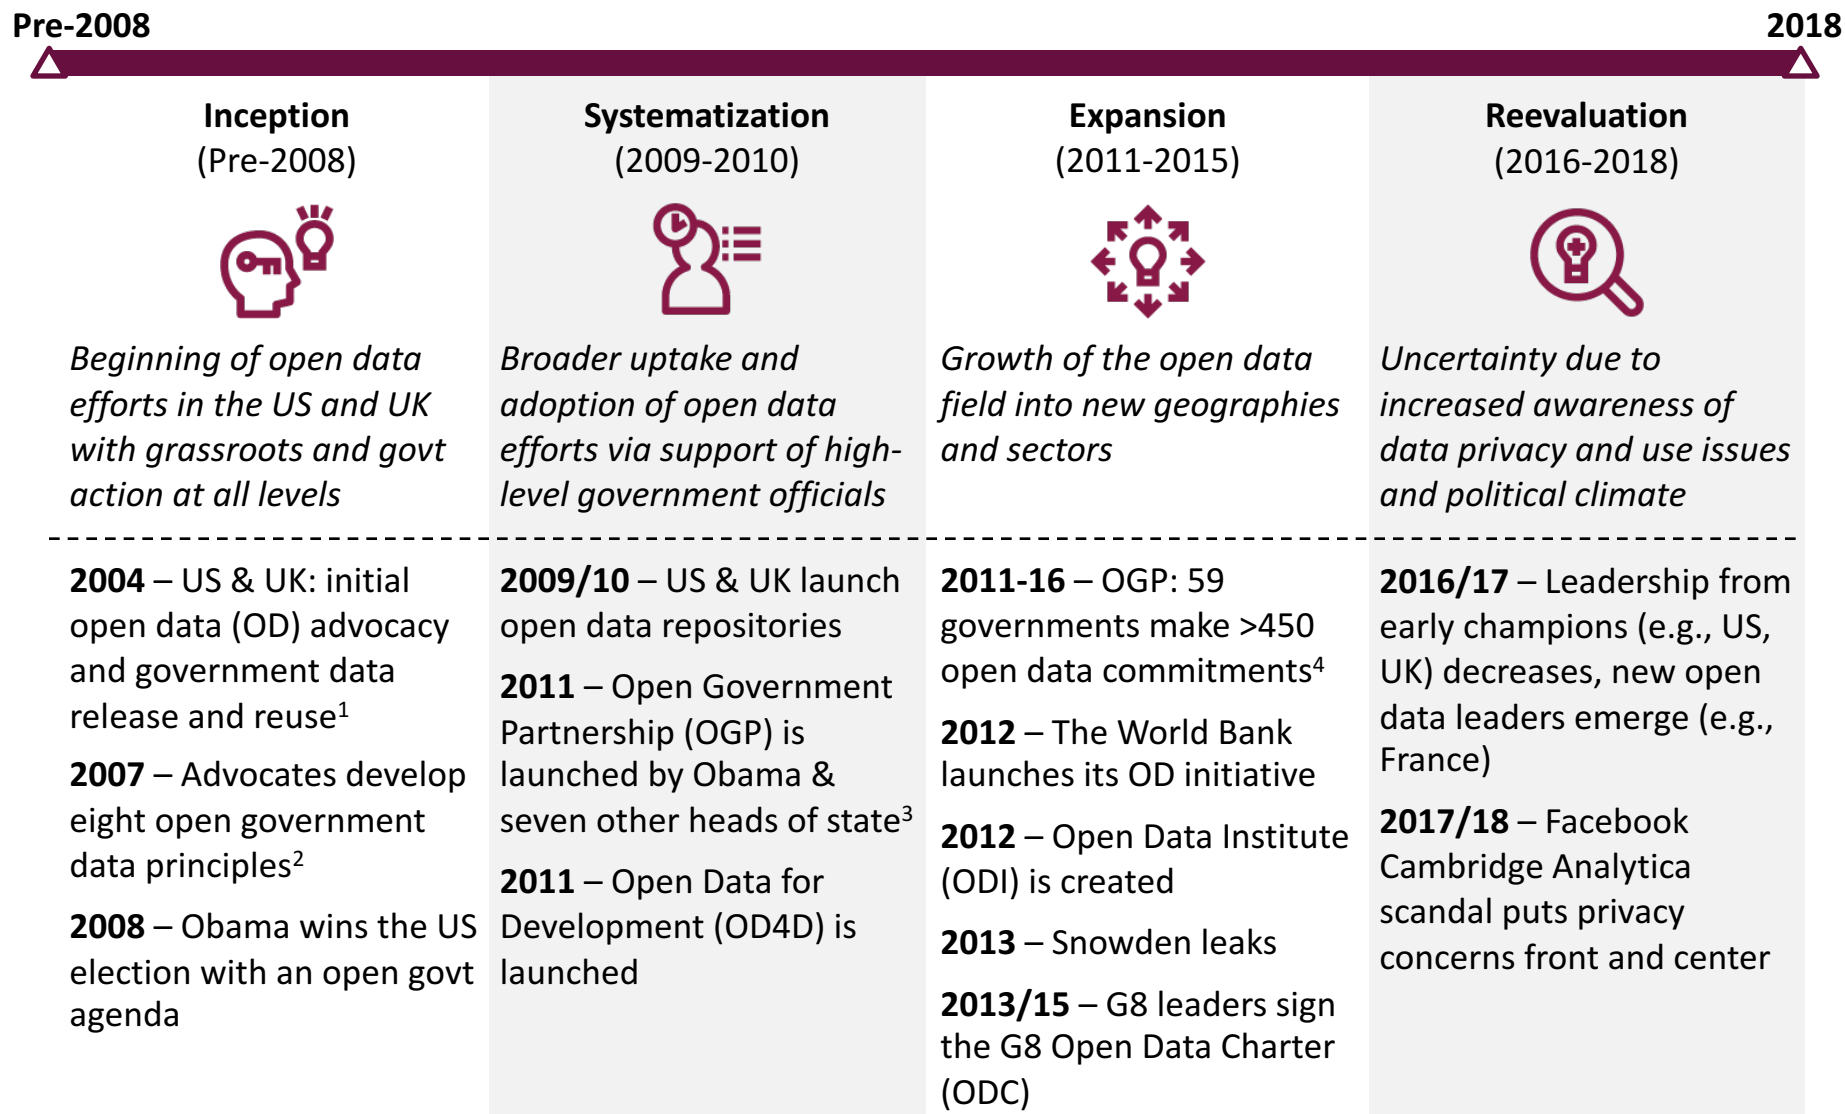 Pre-2008
2018
Inception
(Pre-2008)
Beginning of open data
efforts in the US and UK
with grassroots and govt
action at all levels
2004 – US & UK: initial
open data (OD) advocacy
and government data
release and reuse¹
2007 – Advocates develop
eight open government
data principles²
2008 – Obama wins the US
election with an open govt
agenda
Systematization
(2009-2010)
Broader uptake and
adoption of open data
efforts via support of high-
level government officials
2009/10 – US & UK launch
open data repositories
2011 – Open Government
Partnership (OGP) is
launched by Obama &
seven other heads of state³
2011 – Open Data for
Development (OD4D) is
launched
Expansion
(2011-2015)
Growth of the open data
field into new geographies
and sectors
2011-16 – OGP: 59
governments make >450
open data commitments⁴
2012 – The World Bank
launches its OD initiative
2012 – Open Data Institute
(ODI) is created
2013 – Snowden leaks
2013/15 – G8 leaders sign
the G8 Open Data Charter
(ODC)
Reevaluation
(2016-2018)
Uncertainty due to
increased awareness of
data privacy and use issues
and political climate
2016/17 – Leadership from
early champions (e.g., US,
UK) decreases, new open
data leaders emerge (e.g.,
France)
2017/18 – Facebook
Cambridge Analytica
scandal puts privacy
concerns front and center